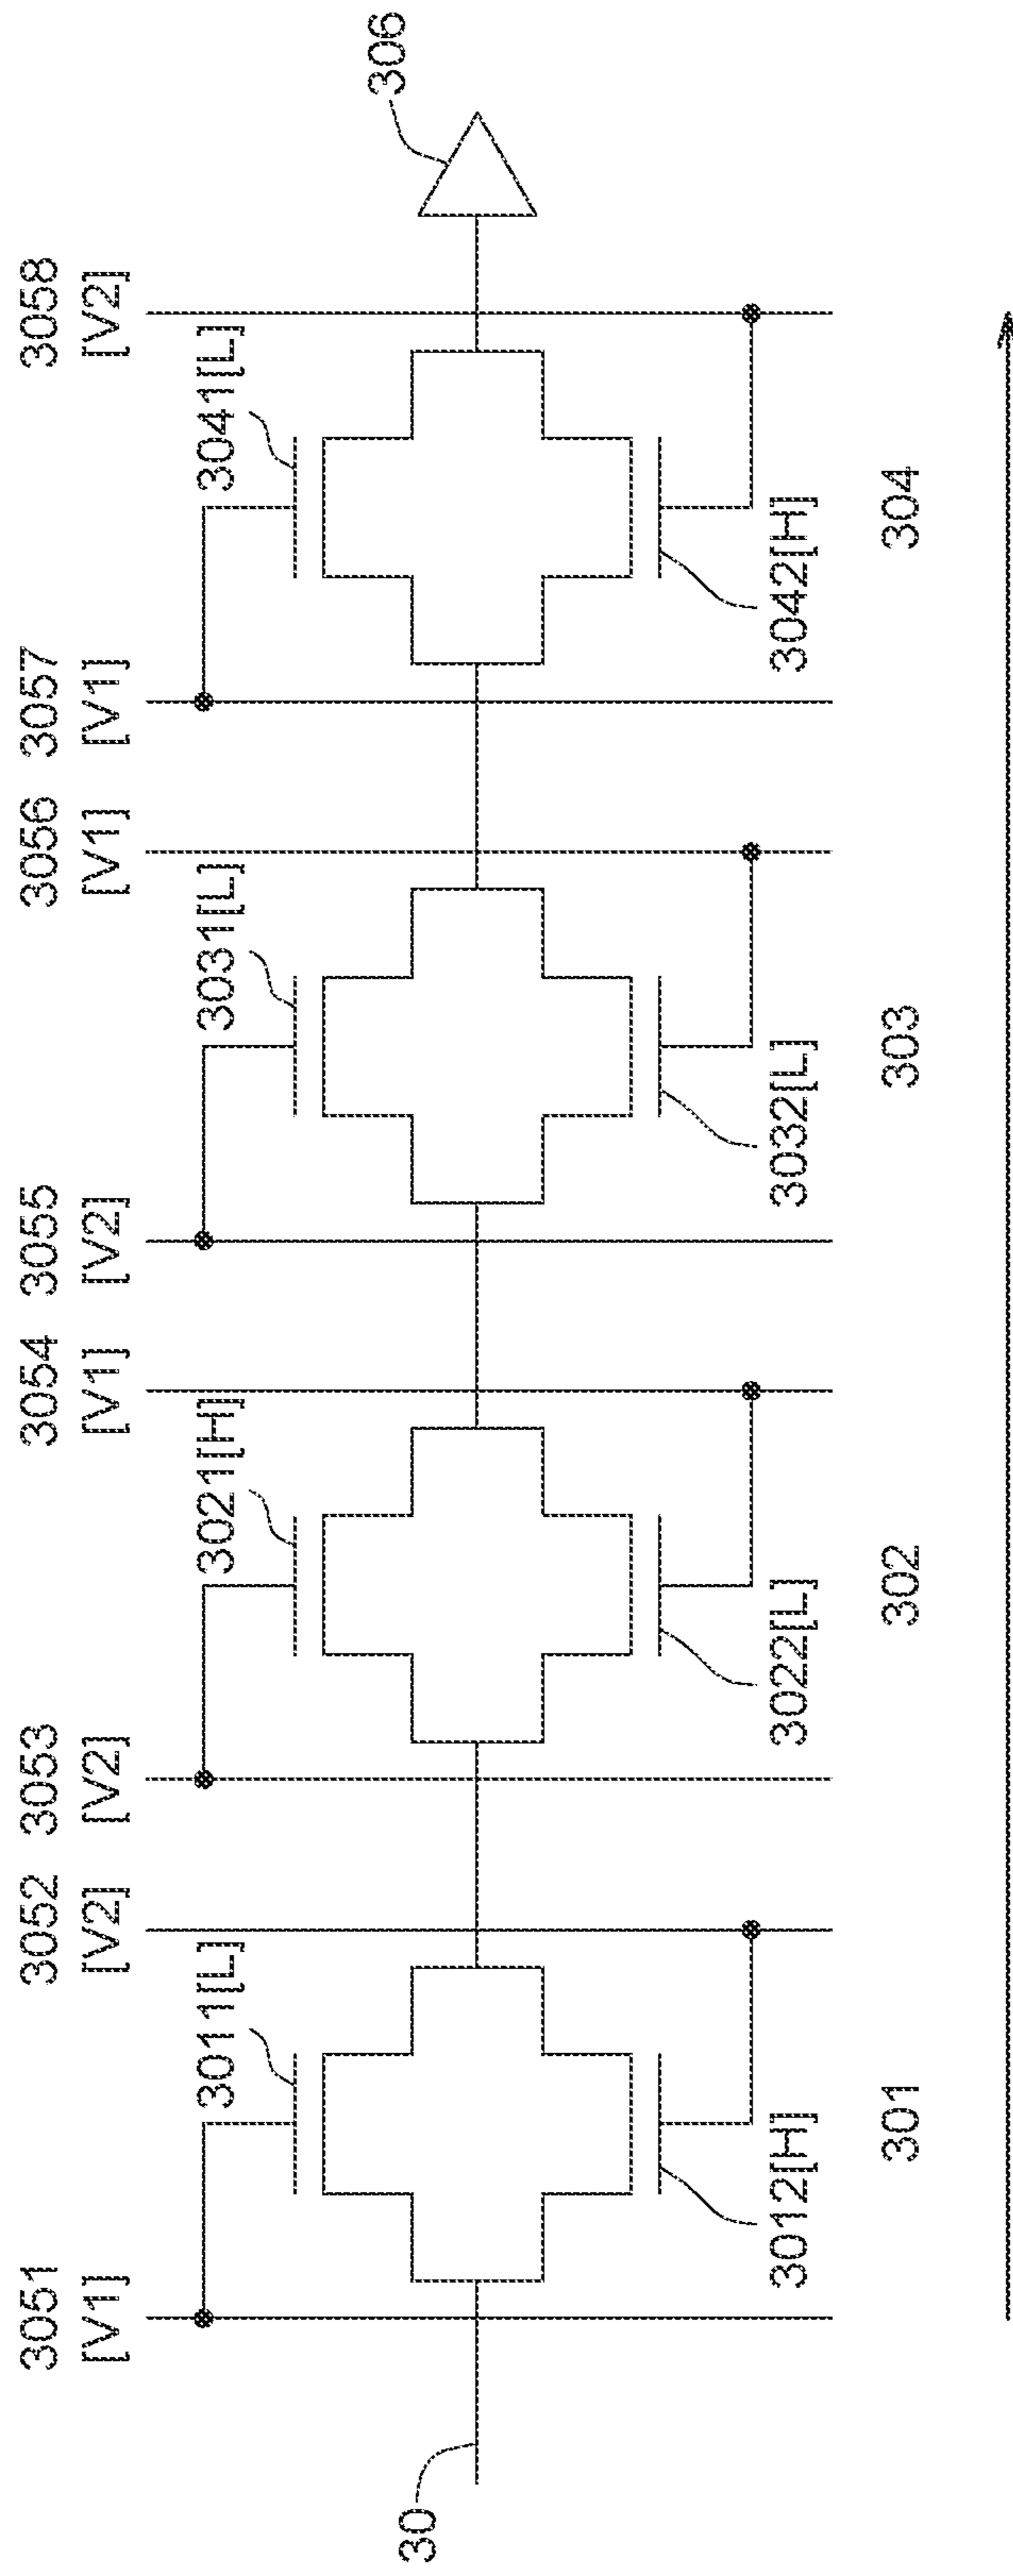 3051 3052 3053 3054 3055 3056 3057 3058
[V1] [V2] [V2] [V1] [V2] [V1] [V1] [V2]
3011[L] 3021[H] 3031[L] 3041[L]
306
30
3012[H] 3022[L] 3032[L] 3042[H]
301 302 303 304